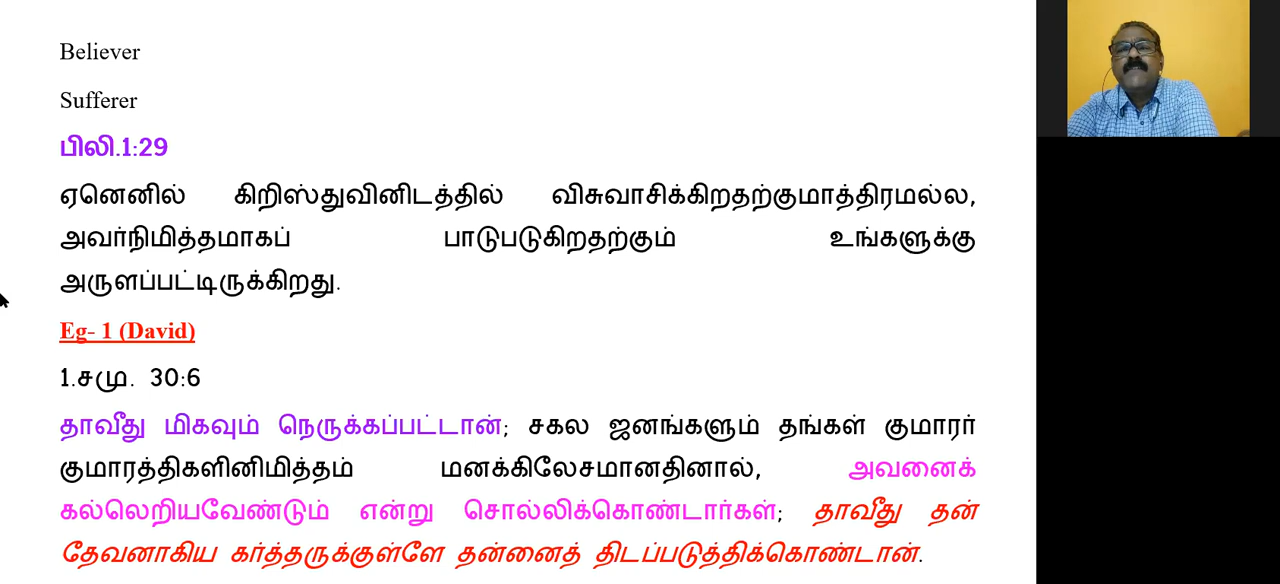 Believer
Sufferer
பிலி.1:29
ஏனெனில் கிறிஸ்துவினிடத்தில் விசுவாசிக்கிறதற்குமாத்திரமல்ல,
அவர்நிமித்தமாகப் பாடுபடுகிறதற்கும் உங்களுக்கு
அருளப்பட்டிருக்கிறது.
Eg- 1 (David)
1.சமு. 30:6
தாவீது மிகவும் நெருக்கப்பட்டான்; சகல ஜனங்களும் தங்கள் குமாரர்
குமாரத்திகளினிமித்தம் மனக்கிலேசமானதினால், அவனைக்
கல்லெறியவேண்டும் என்று சொல்லிக்கொண்டார்கள்; தாவீது தன்
தேவனாகிய கர்த்தருக்குள்ளே தன்னைத் திடப்படுத்திக்கொண்டான்.